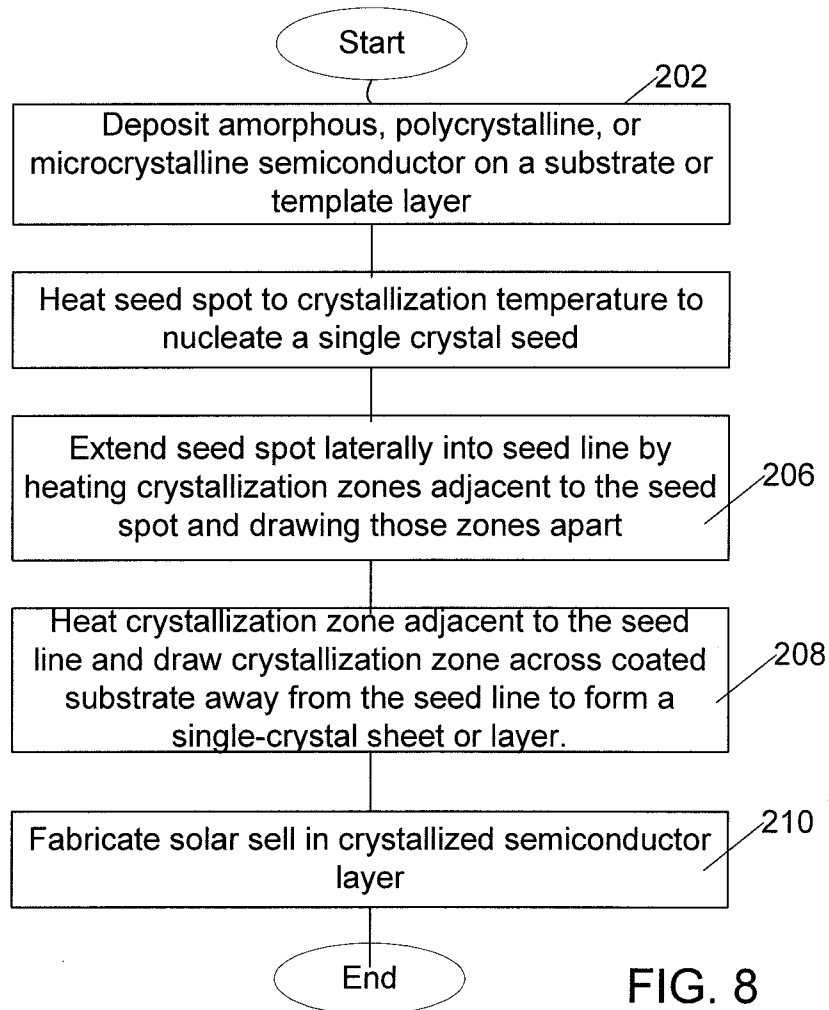 Start
202
Deposit amorphous, polycrystalline, or
microcrystalline semiconductor on a substrate or
template layer
Heat seed spot to crystallization temperature to
nucleate a single crystal seed
Extend seed spot laterally into seed line by
heating crystallization zones adjacent to the seed
spot and drawing those zones apart
206
Heat crystallization zone adjacent to the seed
line and draw crystallization zone across coated
substrate away from the seed line to form a
single-crystal sheet or layer.
208
Fabricate solar sell in crystallized semiconductor
layer
210
End
FIG. 8